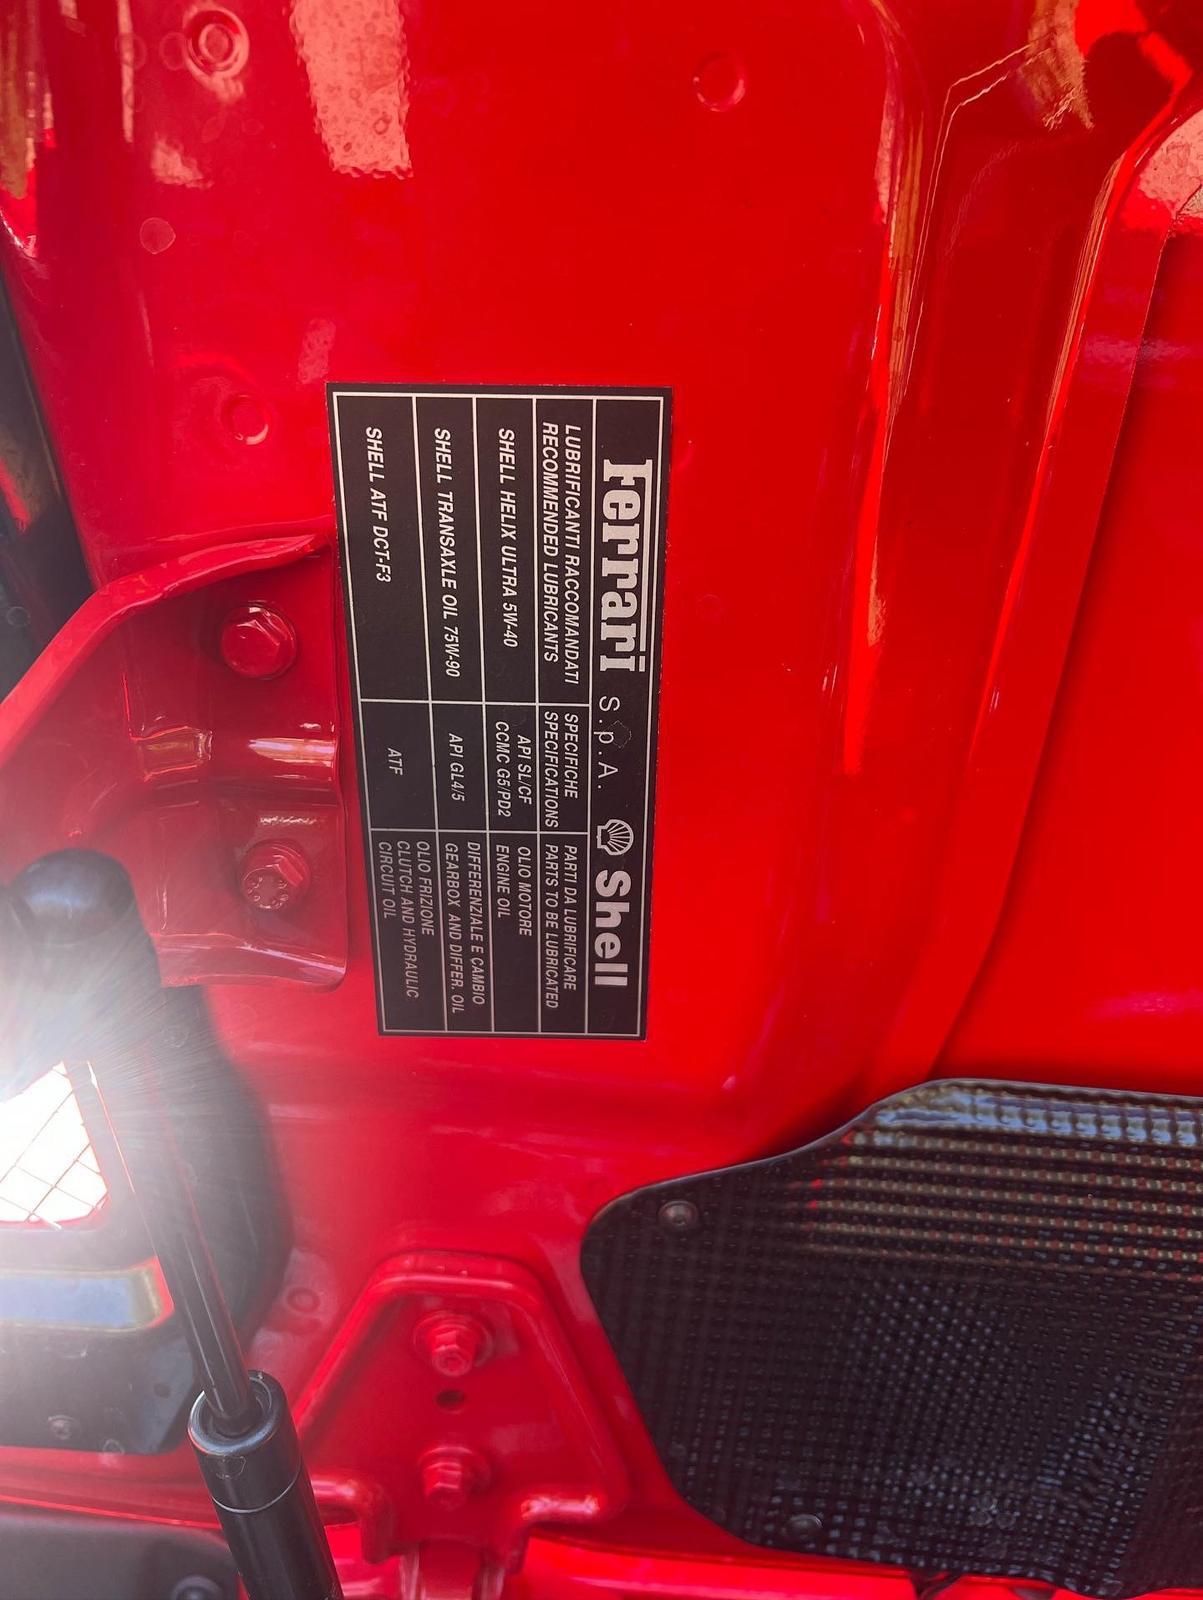 Ferrari S.p.A. Shell
LUBRIFICANTI RACCOMANDATI
RECOMMENDED LUBRICANTS
SPECIFICHE
SPECIFICATIONS
PARTI DA LUBRIFICARE
PARTS TO BE LUBRICATED
SHELL HELIX ULTRA 5W-40
API SL/CF
CCMC G5/PD2
OLIO MOTORE
ENGINE OIL
SHELL TRANSAXLE OIL 75W-90
API GL4/5
DIFFERENZIALE E CAMBIO
GEARBOX AND DIFFER. OIL
SHELL ATF DCT-F3
ATF
OLIO FRIZIONE
CLUTCH AND HYDRAULIC
CIRCUIT OIL